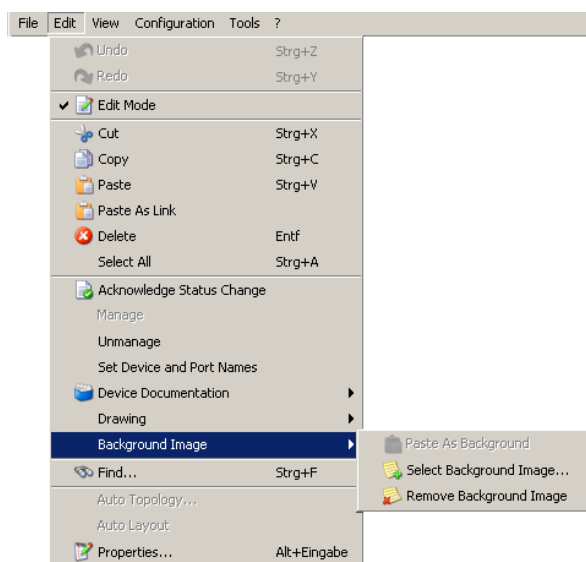 File Edit View Configuration Tools ?
Undo Strg+Z
Redo Strg+Y
Edit Mode
Cut Strg+X
Copy Strg+C
Paste Strg+V
Paste As Link
Delete Entf
Select All Strg+A
Acknowledge Status Change
Manage
Unmanage
Set Device and Port Names
Device Documentation
Drawing
Background Image
Paste As Background
Select Background Image...
Remove Background Image
Find... Strg+F
Auto Topology...
Auto Layout
Properties... Alt+Eingabe